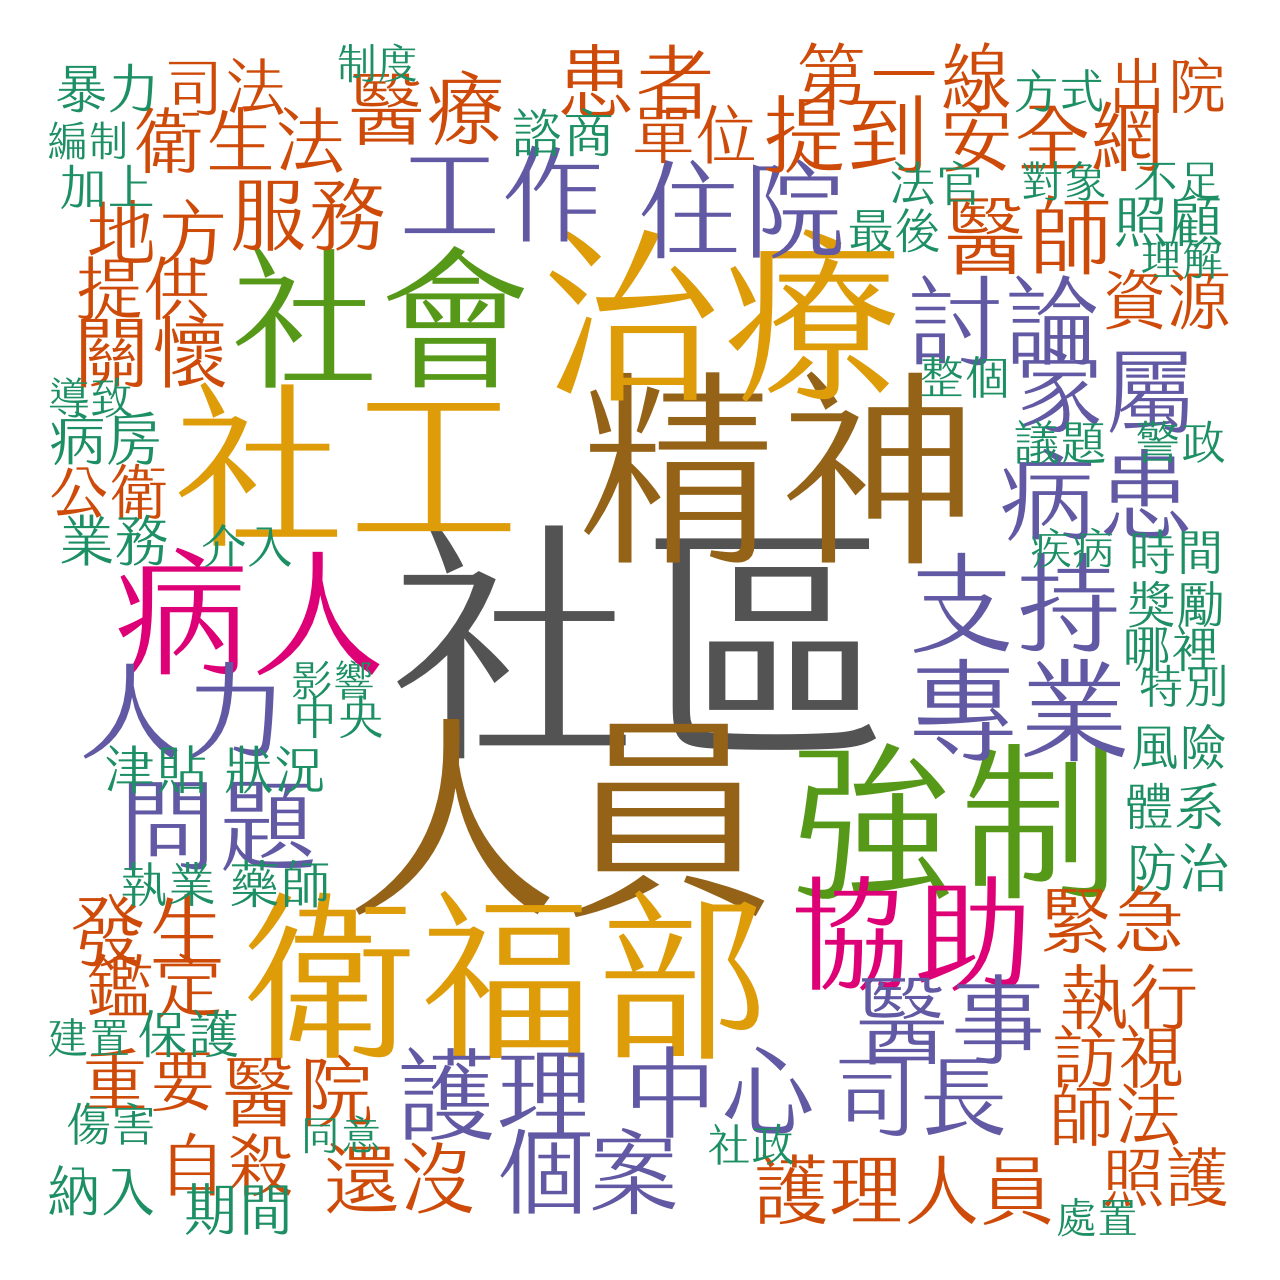 制度
暴力
司法
醫療
患者
第一線
方式
出院
編制
衛生法
諮商
單位
提到
安全網
加上
工作
住院
法官
對象
不足
地方
服務
最後
醫師
照顧
理解
提供
社會
治療
討論
資源
關懷
整個
家屬
導致
病房
社工
精神
議題
警政
公衛
病患
業務
介入
社區
疾病
時間
病人
支持
獎勵
哪裡
人力
影響
中央
專業
特別
津貼
狀況
人員
強制
風險
問題
體系
執業
藥師
防治
發生
衛福部
協助
緊急
鑑定
醫事
執行
建置
保護
訪視
重要
醫院
護理
中心
司長
師法
傷害
同意
個案
社政
自殺
還沒
護理人員
照護
納入
期間
處置